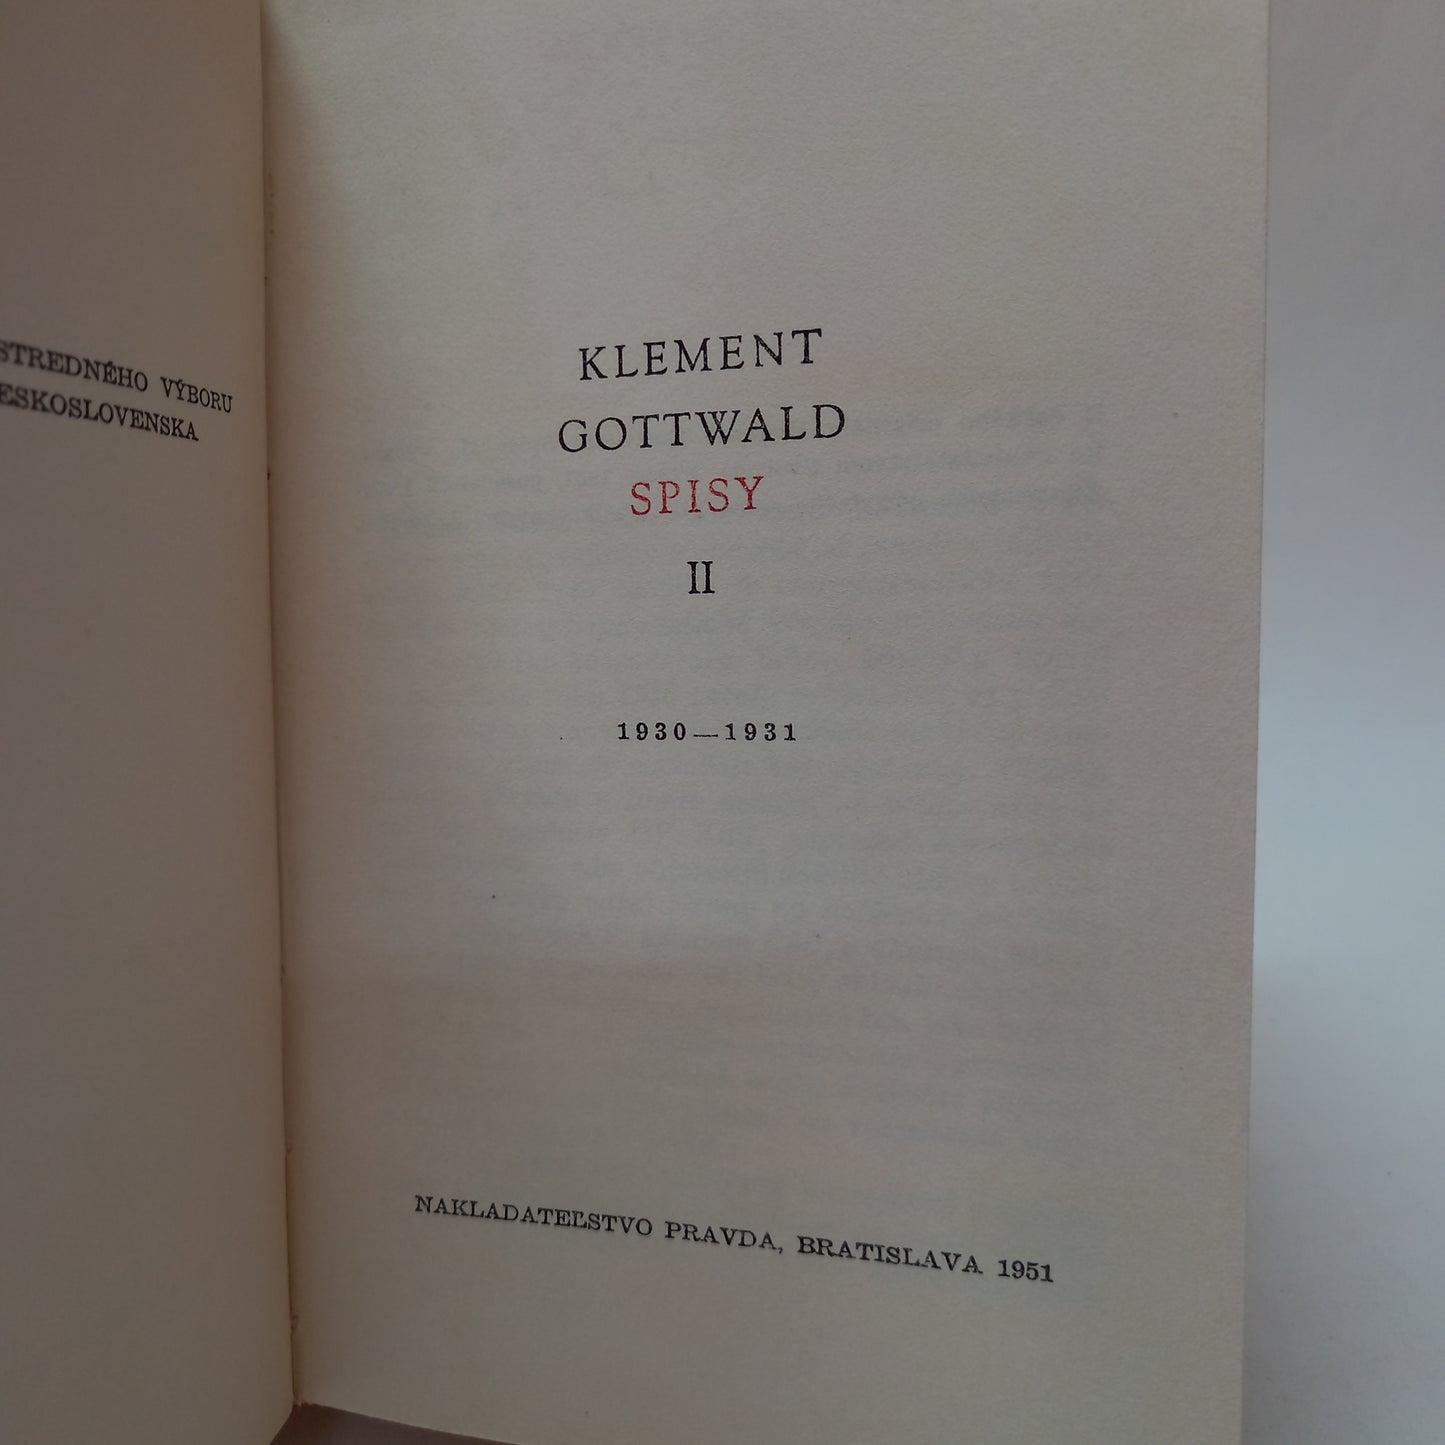 STREDNÉHO VÝBORU
ESKOSLOVENSKA
KLEMENT
GOTTWALD
SPISY
II
1930—1931
NAKLADATEĽSTVO PRAVDA, BRATISLAVA 1951